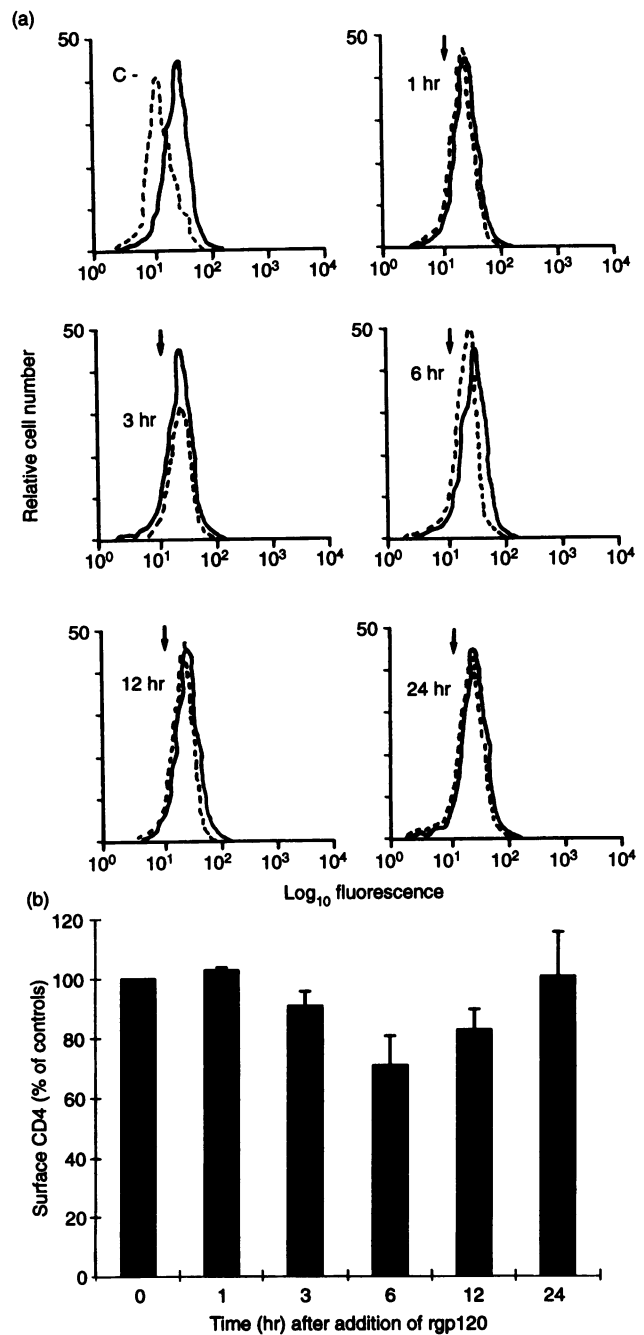 (a)
50
C -
10⁰ 10¹ 10² 10³ 10⁴
50
1 hr
10⁰ 10¹ 10² 10³ 10⁴
Relative cell number
50
3 hr
10⁰ 10¹ 10² 10³ 10⁴
50
6 hr
10⁰ 10¹ 10² 10³ 10⁴
50
12 hr
10⁰ 10¹ 10² 10³ 10⁴
50
24 hr
10⁰ 10¹ 10² 10³ 10⁴
Log₁₀ fluorescence
(b)
Surface CD4 (% of controls)
120
100
80
60
40
20
0
0 1 3 6 12 24
Time (hr) after addition of rgp120